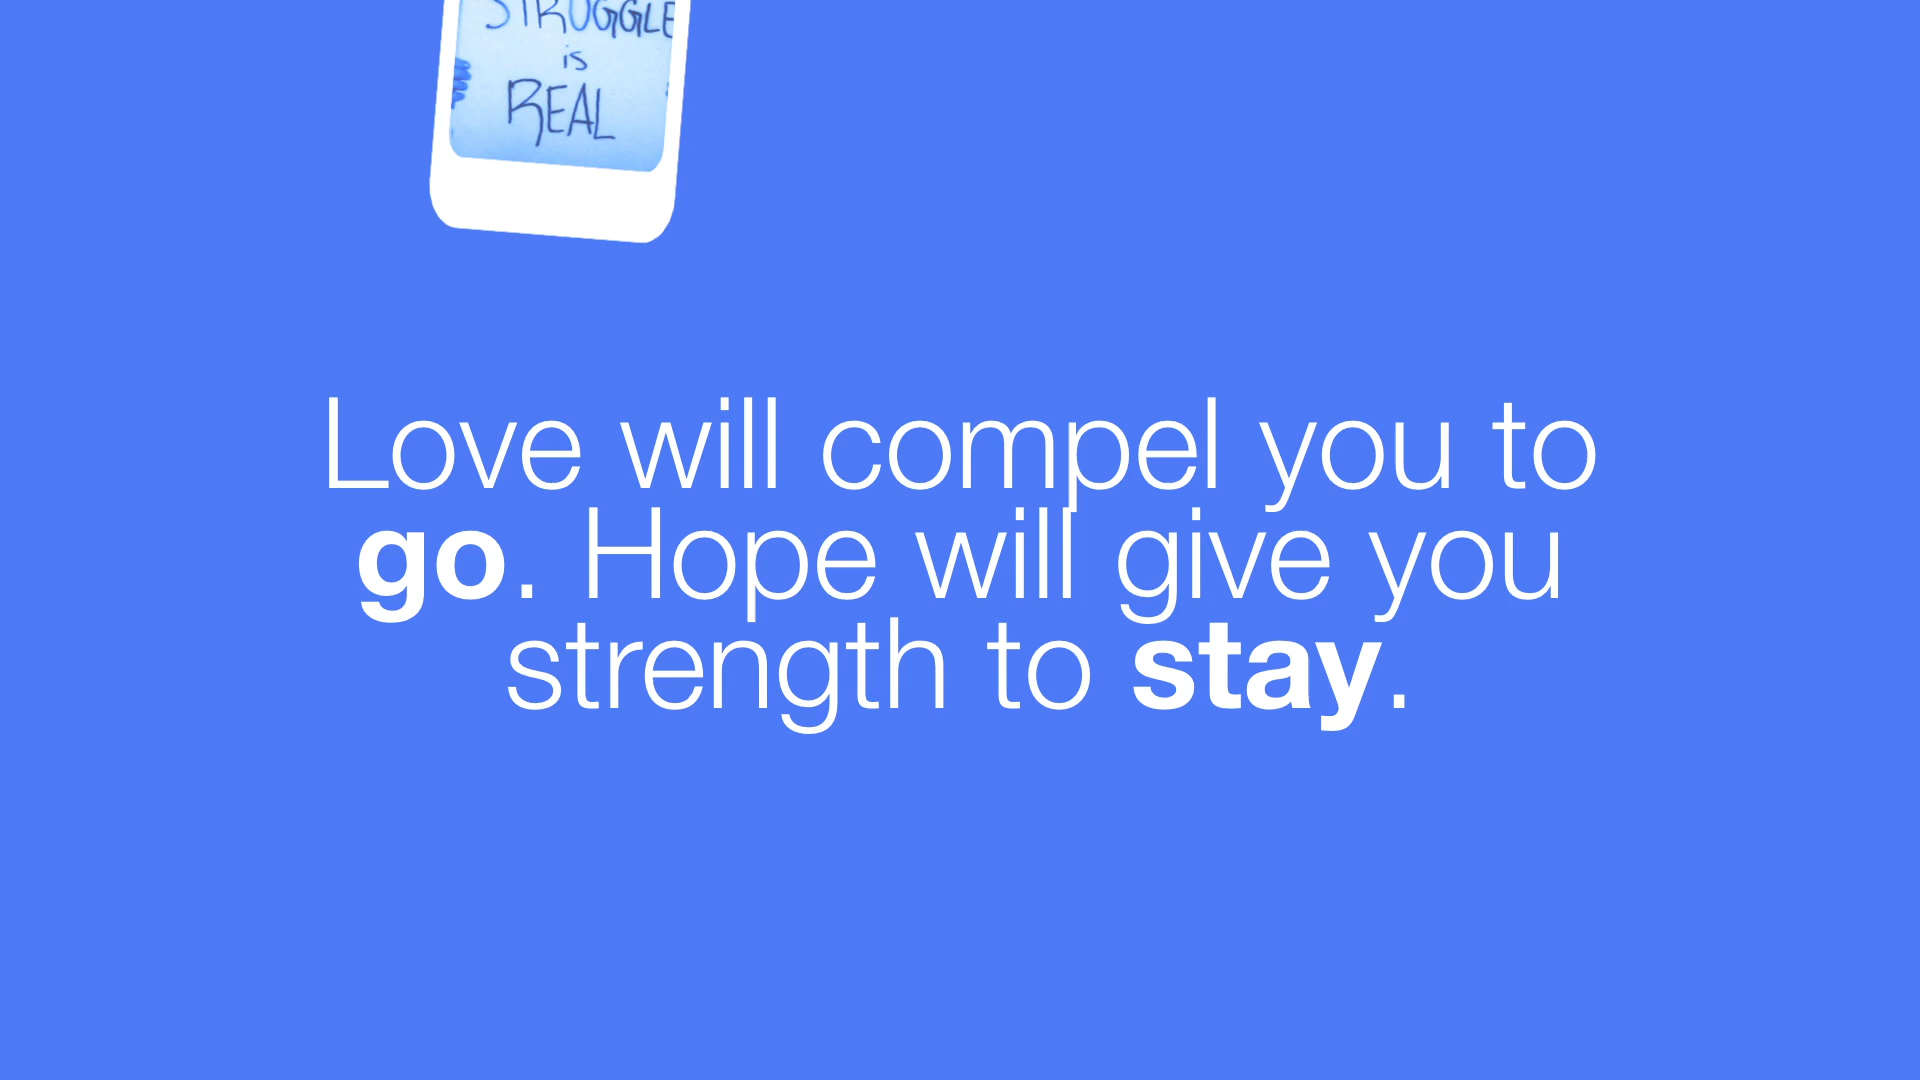 STRUGGLE
is
REAL
Love will compel you to
go. Hope will give you
strength to stay.